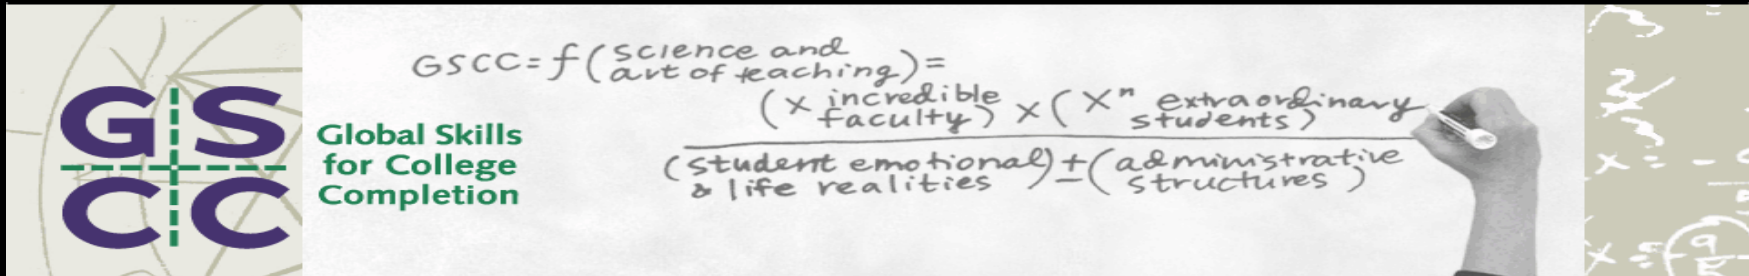 GS
CC
Global Skills
for College
Completion
GSCC=f(science and
art of teaching)=
(x incredible
faculty) x (xⁿ extraordinary
students)
(student emotional
& life realities) ± (administrative
structures)
x = -
x =